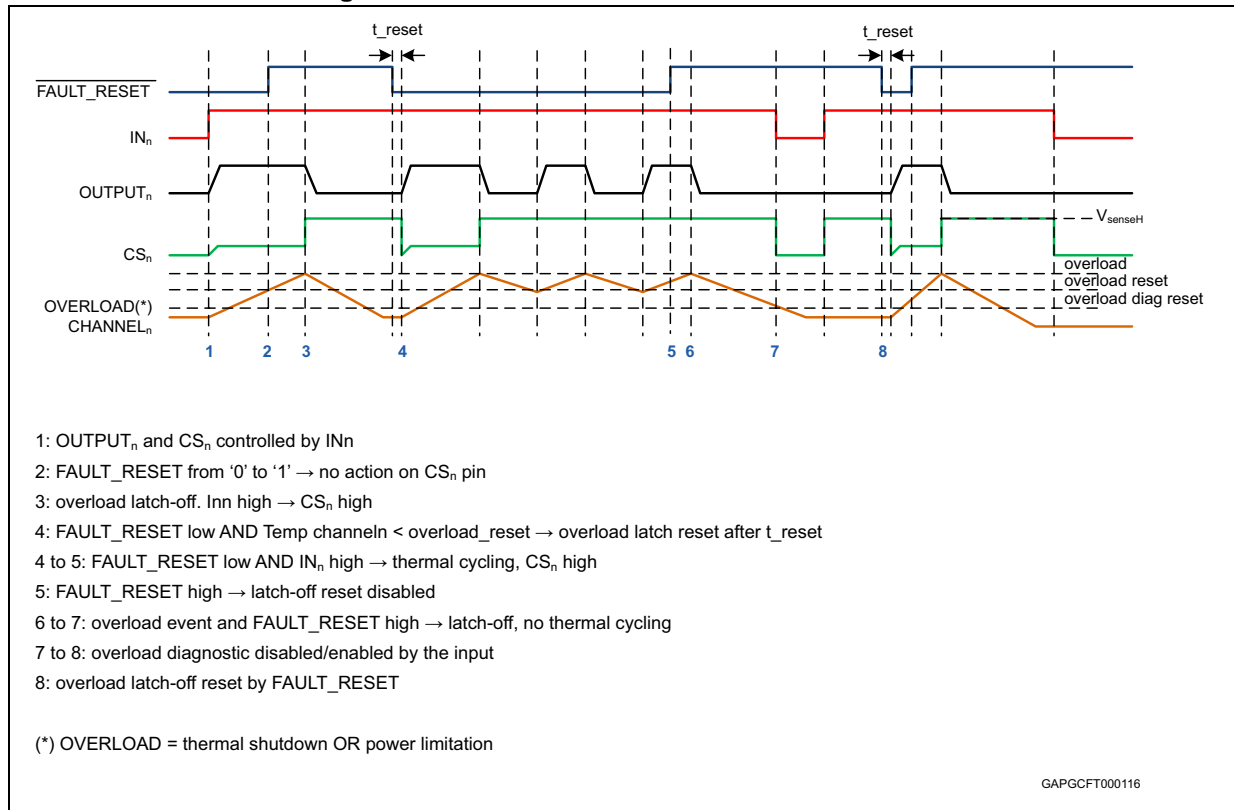 t_reset t_reset
FAULT_RESET
INn
OUTPUTn
CSn
VsenseH
overload
overload reset
overload diag reset
OVERLOAD(*)
CHANNELn
1 2 3 4 5 6 7 8
1: OUTPUTn and CSn controlled by INn
2: FAULT_RESET from ‘0’ to ‘1’ → no action on CSn pin
3: overload latch-off. Inn high → CSn high
4: FAULT_RESET low AND Temp channeln < overload_reset → overload latch reset after t_reset
4 to 5: FAULT_RESET low AND INn high → thermal cycling, CSn high
5: FAULT_RESET high → latch-off reset disabled
6 to 7: overload event and FAULT_RESET high → latch-off, no thermal cycling
7 to 8: overload diagnostic disabled/enabled by the input
8: overload latch-off reset by FAULT_RESET
(*) OVERLOAD = thermal shutdown OR power limitation
GAPGCFT000116